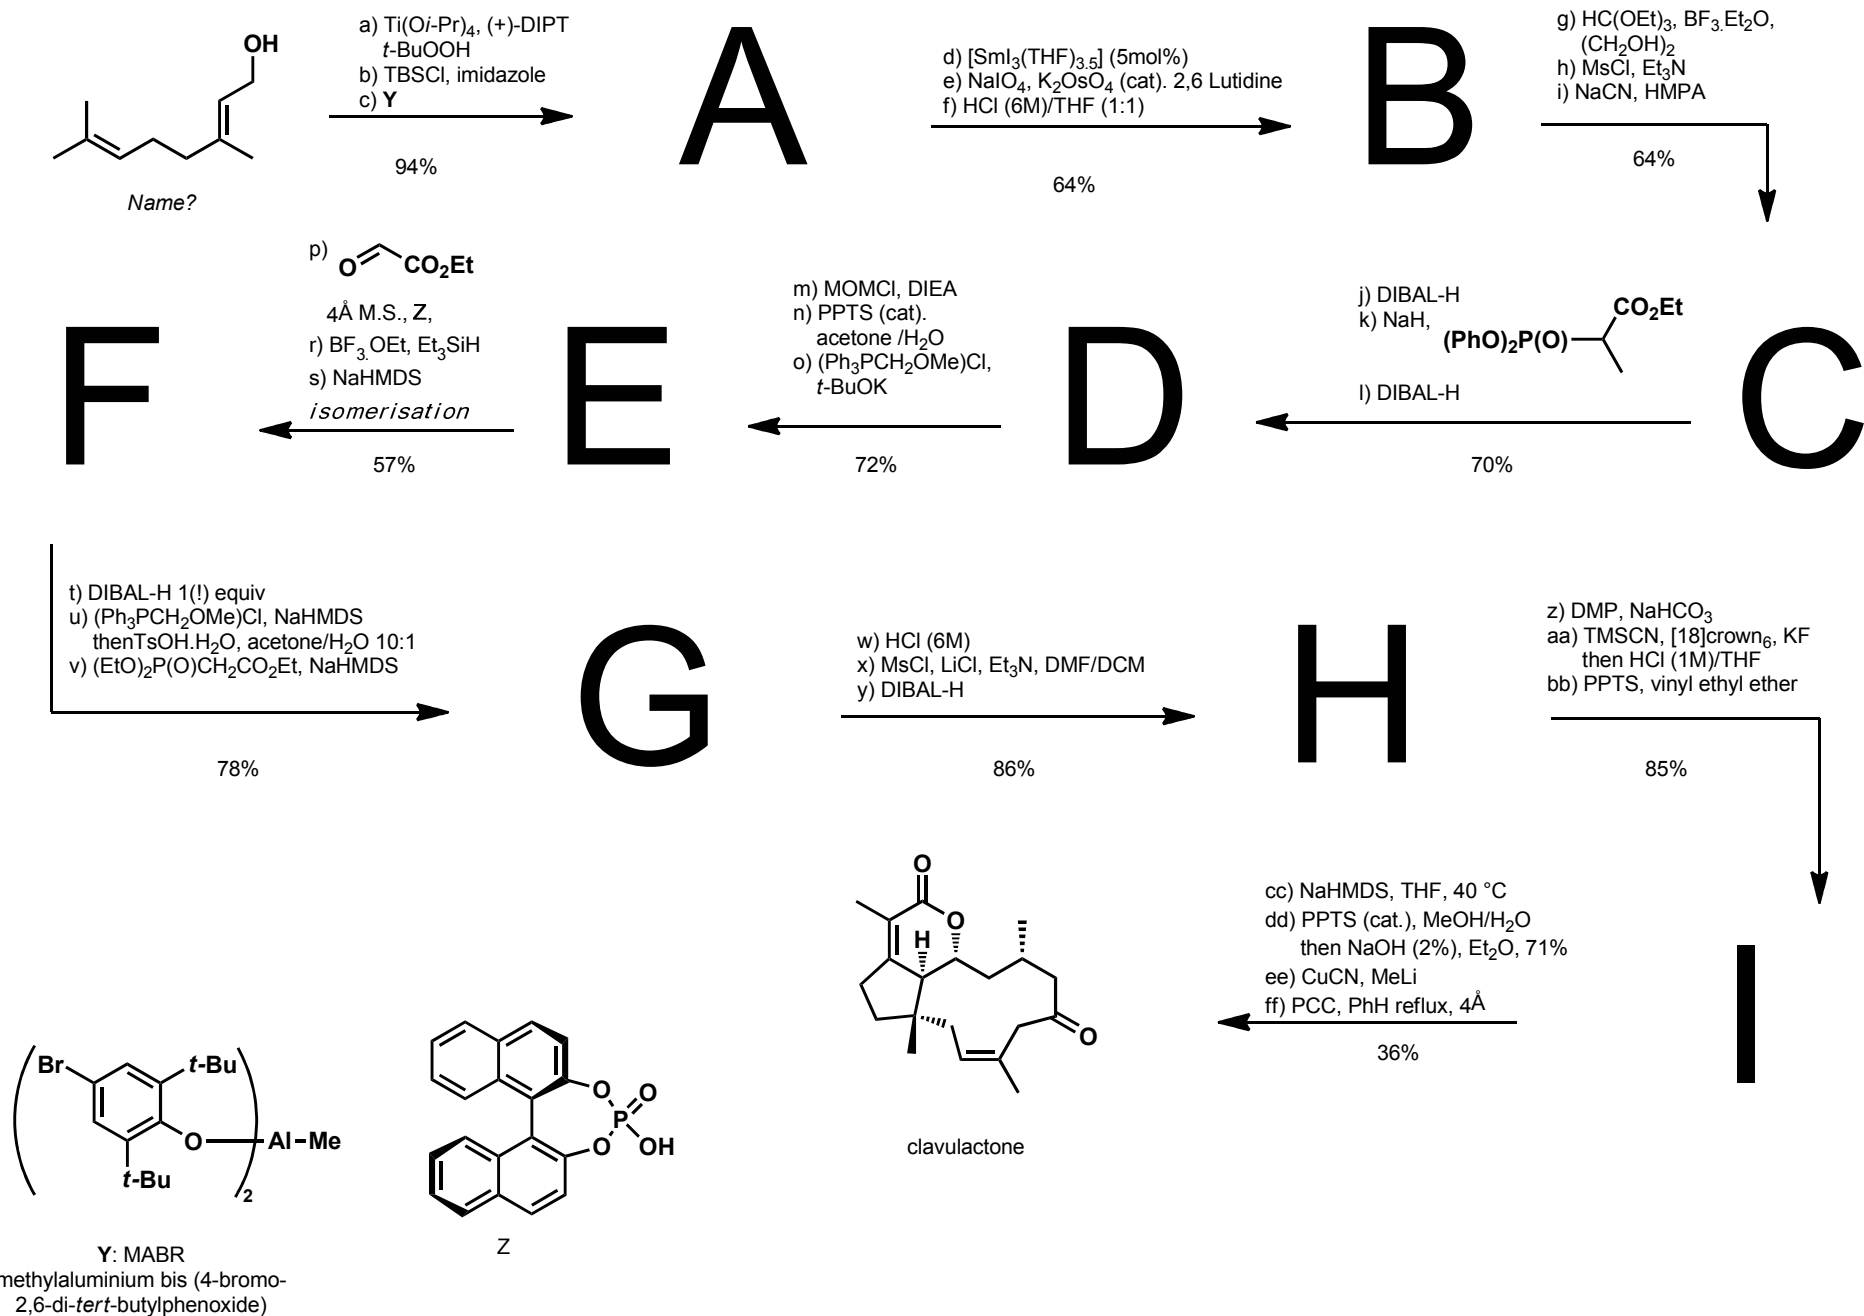 OH
Name?
a) Ti(Oi-Pr)4, (+)-DIPT
t-BuOOH
b) TBSCl, imidazole
c) Y
94%
A
d) [SmI3(THF)3.5] (5mol%)
e) NaIO4, K2OsO4 (cat). 2,6 Lutidine
f) HCl (6M)/THF (1:1)
64%
B
g) HC(OEt)3, BF3.Et2O,
(CH2OH)2
h) MsCl, Et3N
i) NaCN, HMPA
64%
C
j) DIBAL-H
k) NaH,
CO2Et
(PhO)2P(O)
l) DIBAL-H
70%
D
m) MOMCl, DIEA
n) PPTS (cat).
acetone /H2O
o) (Ph3PCH2OMe)Cl,
t-BuOK
72%
E
p)
O
CO2Et
4Å M.S., Z,
r) BF3.OEt, Et3SiH
s) NaHMDS
isomerisation
57%
F
t) DIBAL-H 1(!) equiv
u) (Ph3PCH2OMe)Cl, NaHMDS
thenTsOH.H2O, acetone/H2O 10:1
v) (EtO)2P(O)CH2CO2Et, NaHMDS
78%
G
w) HCl (6M)
x) MsCl, LiCl, Et3N, DMF/DCM
y) DIBAL-H
86%
H
z) DMP, NaHCO3
aa) TMSCN, [18]crown6, KF
then HCl (1M)/THF
bb) PPTS, vinyl ethyl ether
85%
I
cc) NaHMDS, THF, 40 °C
dd) PPTS (cat.), MeOH/H2O
then NaOH (2%), Et2O, 71%
ee) CuCN, MeLi
ff) PCC, PhH reflux, 4Å
36%
O
O
H
O
clavulactone
Br
t-Bu
O
Al-Me
t-Bu
2
Y: MABR
methylaluminium bis (4-bromo-
2,6-di-tert-butylphenoxide)
O
O
P
O
OH
Z